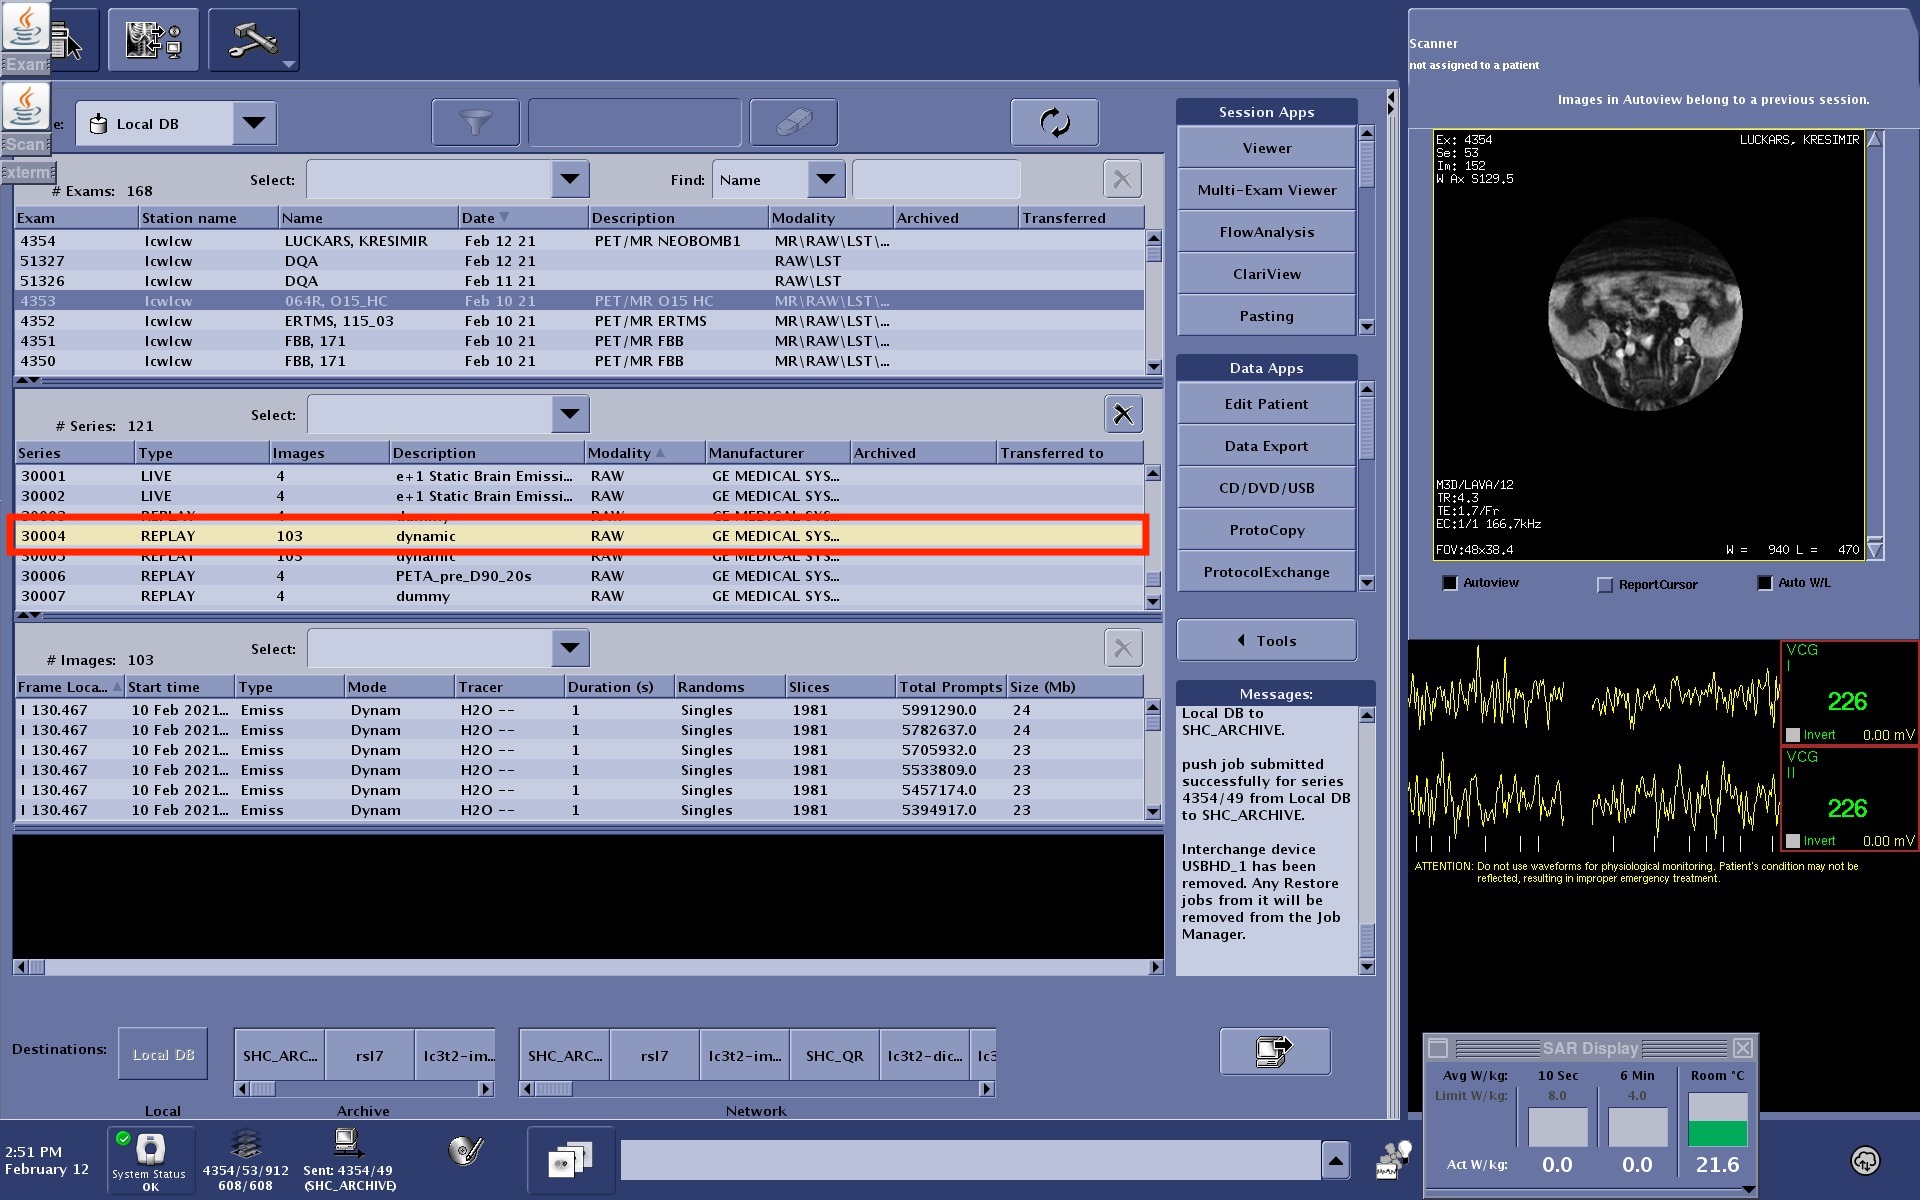 Exam
Scan
xterm
e:
Local DB
# Exams: 168
Select:
Find:
Name
Exam Station name Name Date Description Modality Archived Transferred
4354 lcwlcw LUCKARS, KRESIMIR Feb 12 21 PET/MR NEOBOMB1 MR\RAW\LST\...
51327 lcwlcw DQA Feb 12 21 RAW\LST
51326 lcwlcw DQA Feb 11 21 RAW\LST
4353 lcwlcw 064R, O15_HC Feb 10 21 PET/MR O15 HC MR\RAW\LST\...
4352 lcwlcw ERTMS, 115_03 Feb 10 21 PET/MR ERTMS MR\RAW\LST\...
4351 lcwlcw FBB, 171 Feb 10 21 PET/MR FBB MR\RAW\LST\...
4350 lcwlcw FBB, 171 Feb 10 21 PET/MR FBB MR\RAW\LST\...
# Series: 121
Select:
Series Type Images Description Modality Manufacturer Archived Transferred to
30001 LIVE 4 e+1 Static Brain Emissi... RAW GE MEDICAL SYS...
30002 LIVE 4 e+1 Static Brain Emissi... RAW GE MEDICAL SYS...
30003 REPLAY 4 dummy RAW GE MEDICAL SYS...
30004 REPLAY 103 dynamic RAW GE MEDICAL SYS...
30005 REPLAY 103 dynamic RAW GE MEDICAL SYS...
30006 REPLAY 4 PETA_pre_D90_20s RAW GE MEDICAL SYS...
30007 REPLAY 4 dummy RAW GE MEDICAL SYS...
# Images: 103
Select:
Frame Loca... Start time Type Mode Tracer Duration (s) Randoms Slices Total Prompts Size (Mb)
I 130.467 10 Feb 2021... Emiss Dynam H2O -- 1 Singles 1981 5991290.0 24
I 130.467 10 Feb 2021... Emiss Dynam H2O -- 1 Singles 1981 5782637.0 24
I 130.467 10 Feb 2021... Emiss Dynam H2O -- 1 Singles 1981 5705932.0 23
I 130.467 10 Feb 2021... Emiss Dynam H2O -- 1 Singles 1981 5533809.0 23
I 130.467 10 Feb 2021... Emiss Dynam H2O -- 1 Singles 1981 5457174.0 23
I 130.467 10 Feb 2021... Emiss Dynam H2O -- 1 Singles 1981 5394917.0 23
Destinations:
Local DB
SHC_ARC... rsl7 lc3t2-im...
SHC_ARC... rsl7 lc3t2-im... SHC_QR lc3t2-dic... lc3
Local
Archive
Network
Session Apps
Viewer
Multi-Exam Viewer
FlowAnalysis
ClariView
Pasting
Data Apps
Edit Patient
Data Export
CD/DVD/USB
ProtoCopy
ProtocolExchange
Tools
Messages:
Local DB to
SHC_ARCHIVE.
push job submitted
successfully for series
4354/49 from Local DB
to SHC_ARCHIVE.
Interchange device
USBHD_1 has been
removed. Any Restore
jobs from it will be
removed from the Job
Manager.
Scanner
not assigned to a patient
Images in Autoview belong to a previous session.
Ex: 4354
Se: 53
Im: 152
W Ax S129.5
LUCKARS, KRESIMIR
M3D/LAVA/12
TR:4.3
TE:1.7/Fr
EC:1/1 166.7kHz
FOV:48x38.4
W = 940 L = 470
Autoview
ReportCursor
Auto W/L
VCG
I
226
Invert 0.00 mV
VCG
II
226
Invert 0.00 mV
ATTENTION: Do not use waveforms for physiological monitoring. Patient's condition may not be
reflected, resulting in improper emergency treatment.
SAR Display
Avg W/kg: 10 Sec 6 Min Room °C
Limit W/kg: 8.0 4.0
Act W/kg: 0.0 0.0 21.6
2:51 PM
February 12
System Status
OK
4354/53/912
608/608
Sent: 4354/49
(SHC_ARCHIVE)